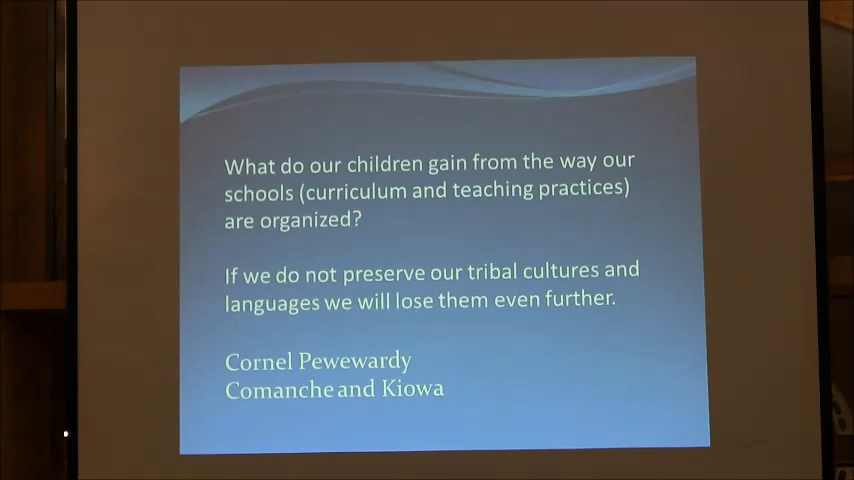 What do our children gain from the way our
schools (curriculum and teaching practices)
are organized?
If we do not preserve our tribal cultures and
languages we will lose them even further.
Cornel Pewewardy
Comanche and Kiowa